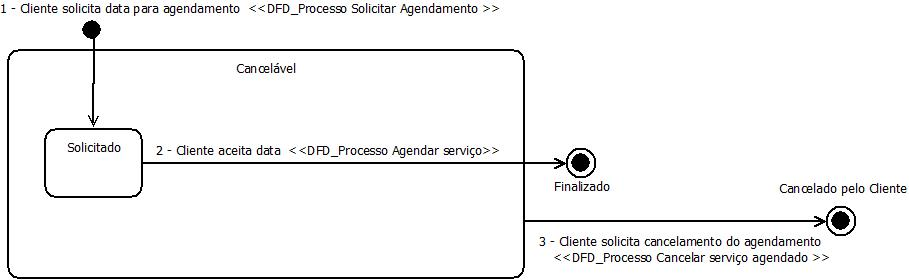 1 - Cliente solicita data para agendamento  <<DFD_Processo Solicitar Agendamento >>
Cancelável
Solicitado
2 - Cliente aceita data  <<DFD_Processo Agendar serviço>>
Finalizado
Cancelado pelo Cliente
3 - Cliente solicita cancelamento do agendamento
<<DFD_Processo Cancelar serviço agendado >>